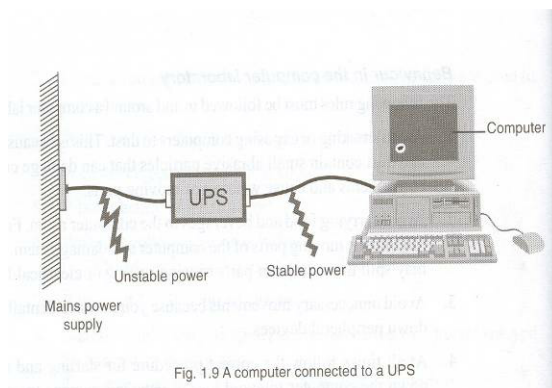 Computer
UPS
Unstable power
Stable power
Mains power
supply
Fig. 1.9 A computer connected to a UPS